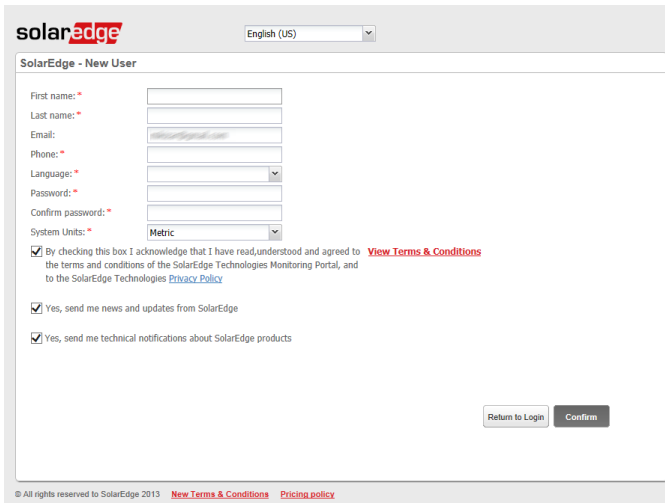 solaredge
English (US)
SolarEdge - New User
First name: *
Last name: *
Email:
Phone: *
Language: *
Password: *
Confirm password: *
System Units: * Metric
By checking this box I acknowledge that I have read,understood and agreed to View Terms & Conditions
the terms and conditions of the SolarEdge Technologies Monitoring Portal, and
to the SolarEdge Technologies Privacy Policy
Yes, send me news and updates from SolarEdge
Yes, send me technical notifications about SolarEdge products
Return to Login Confirm
© All rights reserved to SolarEdge 2013 New Terms & Conditions Pricing policy